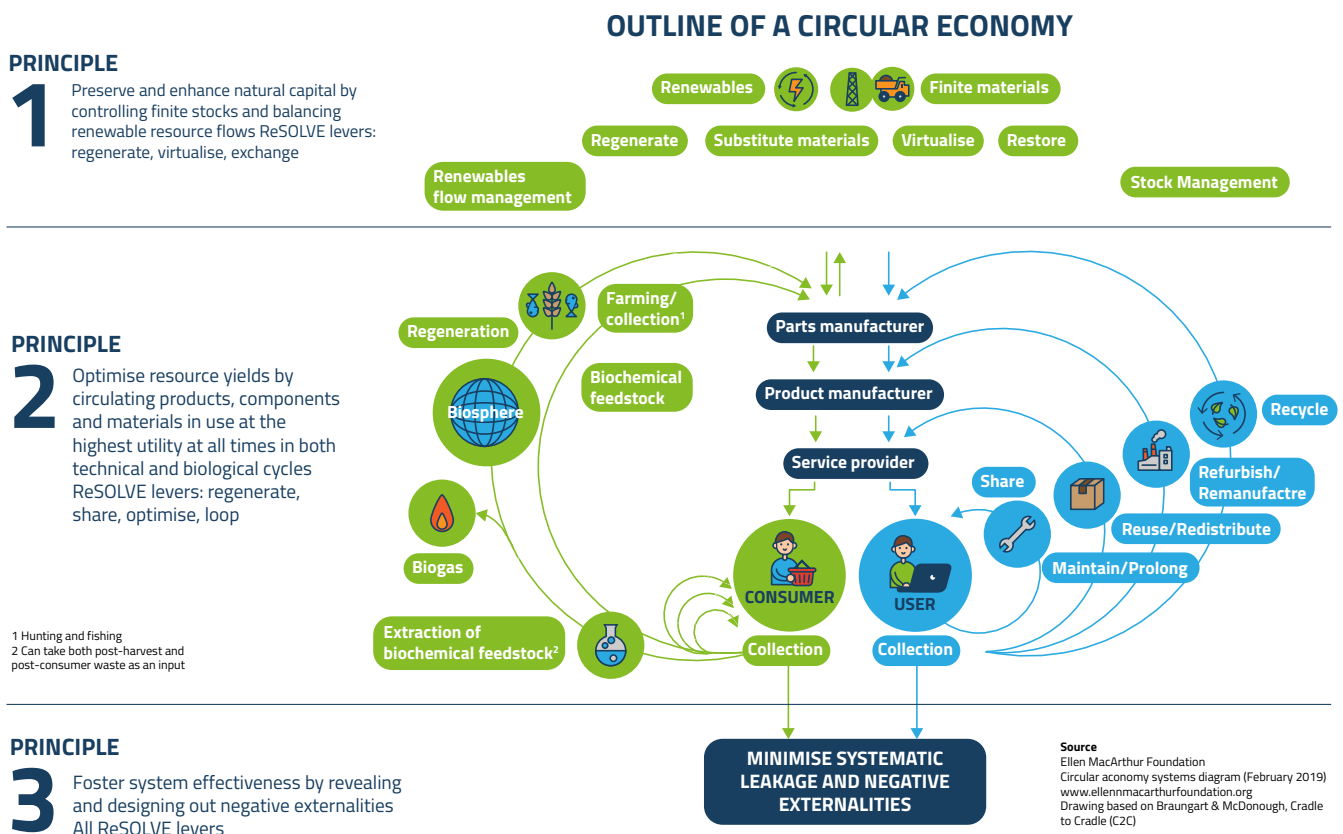 OUTLINE OF A CIRCULAR ECONOMY
PRINCIPLE
1
Preserve and enhance natural capital by
controlling finite stocks and balancing
renewable resource flows ReSOLVE levers:
regenerate, virtualise, exchange
Renewables
Finite materials
Regenerate
Substitute materials
Virtualise
Restore
Renewables
flow management
Stock Management
PRINCIPLE
2
Optimise resource yields by
circulating products, components
and materials in use at the
highest utility at all times in both
technical and biological cycles
ReSOLVE levers: regenerate,
share, optimise, loop
Regeneration
Farming/
collection¹
Biosphere
Biochemical
feedstock
Biogas
Extraction of
biochemical feedstock²
Parts manufacturer
Product manufacturer
Service provider
CONSUMER
USER
Collection
Collection
Share
Recycle
Refurbish/
Remanufactre
Reuse/Redistribute
Maintain/Prolong
1 Hunting and fishing
2 Can take both post-harvest and
post-consumer waste as an input
PRINCIPLE
3
Foster system effectiveness by revealing
and designing out negative externalities
All ReSOLVE levers
MINIMISE SYSTEMATIC
LEAKAGE AND NEGATIVE
EXTERNALITIES
Source
Ellen MacArthur Foundation
Circular aconomy systems diagram (February 2019)
www.ellennmacarthurfoundation.org
Drawing based on Braungart & McDonough, Cradle
to Cradle (C2C)